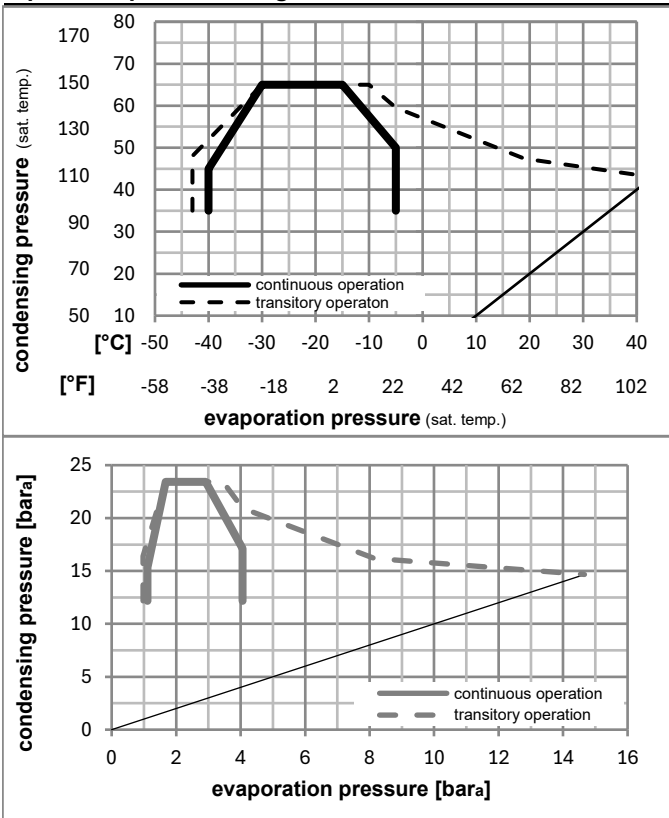 170 80
150 70
130 60
50
110 40
90 30
70 20
50 10
condensing pressure (sat. temp.)
continuous operation
transitory operaton
[°C] -50 -40 -30 -20 -10 0 10 20 30 40
[°F] -58 -38 -18 2 22 42 62 82 102
evaporation pressure (sat. temp.)
25
20
15
10
5
0
condensing pressure [bara]
continuous operation
transitory operation
0 2 4 6 8 10 12 14 16
evaporation pressure [bara]